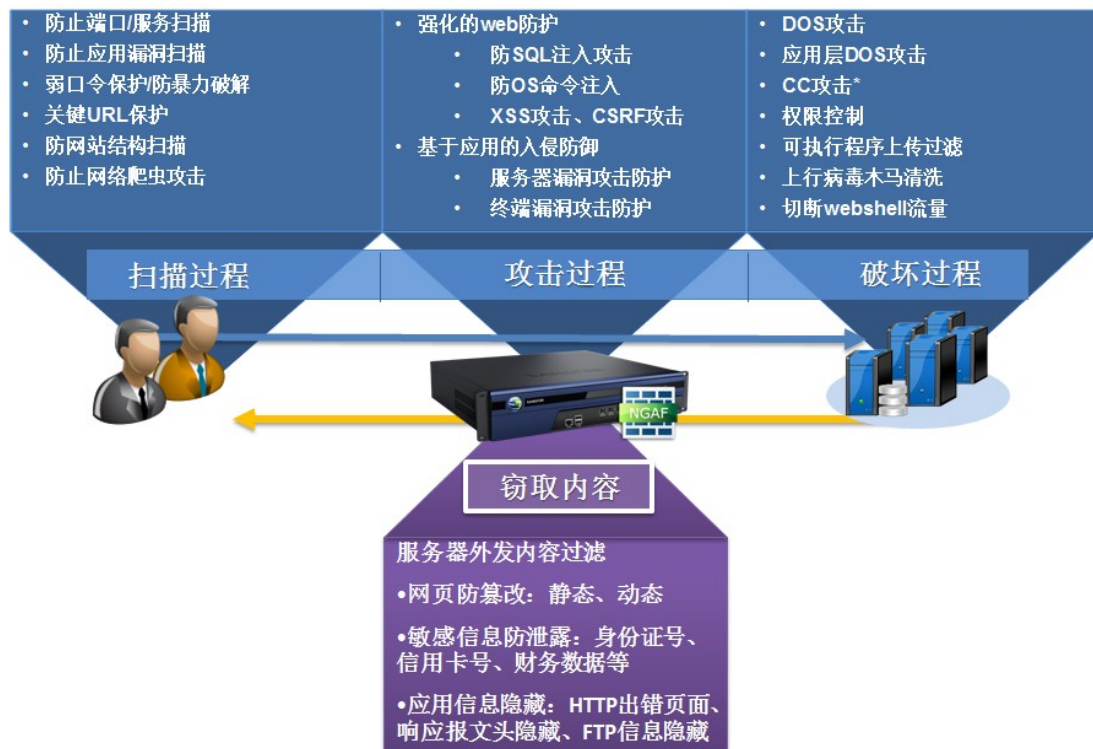 • 防止端口/服务扫描
• 防止应用漏洞扫描
• 弱口令保护/防暴力破解
• 关键URL保护
• 防网站结构扫描
• 防止网络爬虫攻击
• 强化的web防护
• 防SQL注入攻击
• 防OS命令注入
• XSS攻击、CSRF攻击
• 基于应用的入侵防御
• 服务器漏洞攻击防护
• 终端漏洞攻击防护
• DOS攻击
• 应用层DOS攻击
• CC攻击*
• 权限控制
• 可执行程序上传过滤
• 上行病毒木马清洗
• 切断webshell流量
扫描过程
攻击过程
破坏过程
NGAF
窃取内容
服务器外发内容过滤
•网页防篡改：静态、动态
•敏感信息防泄露：身份证号、
信用卡号、财务数据等
•应用信息隐藏：HTTP出错页面、
响应报文头隐藏、FTP信息隐藏